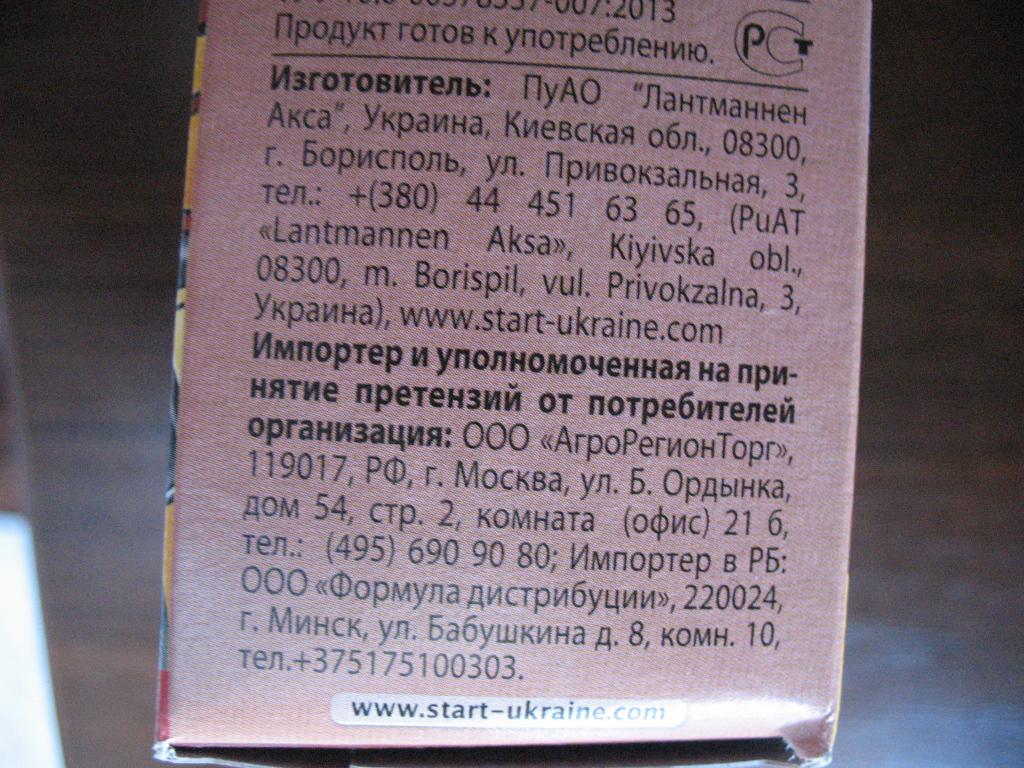 00378537-007:2013
Продукт готов к употреблению.
РСТ
Изготовитель: ПуАО "Лантманнен
Акса", Украина, Киевская обл., 08300,
г. Борисполь, ул. Привокзальная, 3,
тел.: +(380) 44 451 63 65, (PuAT
«Lantmannen Aksa», Kiyivska obl.,
08300, m. Borispil, vul. Privokzalna, 3,
Украина), www.start-ukraine.com
Импортер и уполномоченная на при-
нятие претензий от потребителей
организация: ООО «АгроРегионТорг»,
119017, РФ, г. Москва, ул. Б. Ордынка,
дом 54, стр. 2, комната (офис) 21 б,
тел.: (495) 690 90 80; Импортер в РБ:
ООО «Формула дистрибуции», 220024,
г. Минск, ул. Бабушкина д. 8, комн. 10,
тел.+375175100303.
www.start-ukraine.com